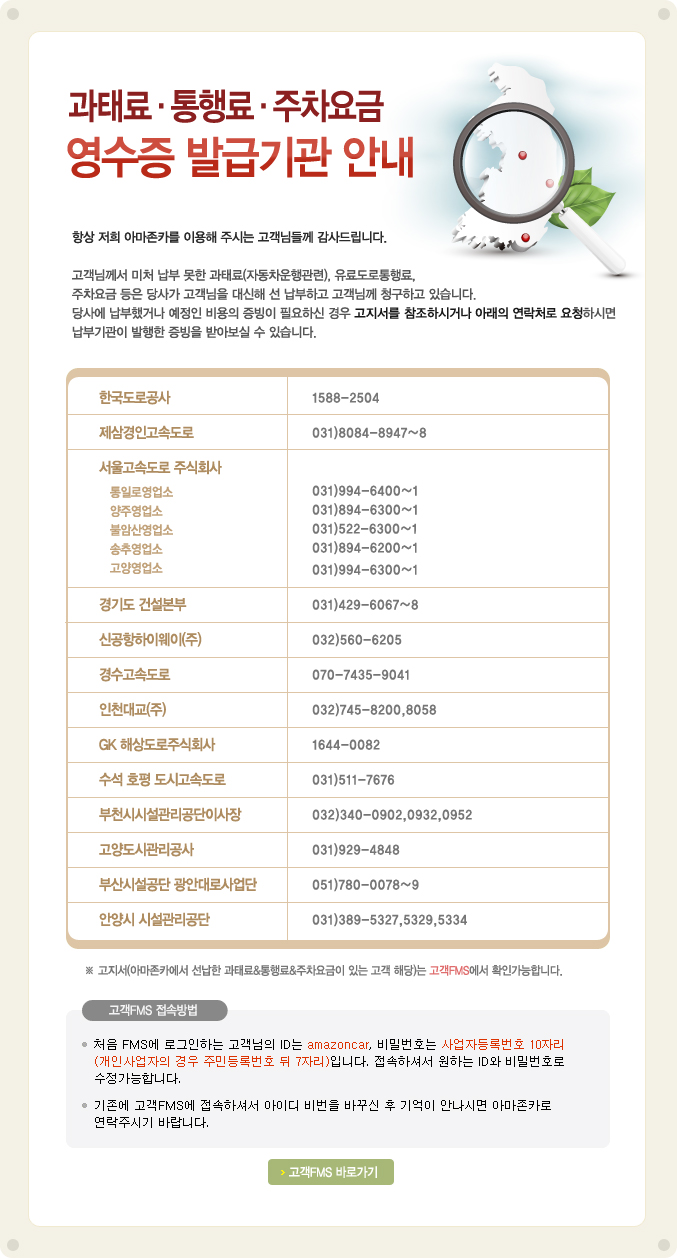 과태료·통행료·주차요금
영수증 발급기관 안내
항상 저희 아마존카를 이용해 주시는 고객님들께 감사드립니다.
고객님께서 미처 납부 못한 과태료(자동차운행관련), 유료도로통행료,
주차요금 등은 당사가 고객님을 대신해 선 납부하고 고객님께 청구하고 있습니다.
당사에 납부했거나 예정인 비용의 증빙이 필요하신 경우 고지서를 참조하시거나 아래의 연락처로 요청하시면
납부기관이 발행한 증빙을 받아보실 수 있습니다.
한국도로공사 1588-2504
제삼경인고속도로 031)8084-8947~8
서울고속도로 주식회사
통일로영업소 031)994-6400~1
양주영업소 031)894-6300~1
불암산영업소 031)522-6300~1
송추영업소 031)894-6200~1
고양영업소 031)994-6300~1
경기도 건설본부 031)429-6067~8
신공항하이웨이(주) 032)560-6205
경수고속도로 070-7435-9041
인천대교(주) 032)745-8200,8058
GK 해상도로주식회사 1644-0082
수석 호평 도시고속도로 031)511-7676
부천시시설관리공단이사장 032)340-0902,0932,0952
고양도시관리공사 031)929-4848
부산시설공단 광안대로사업단 051)780-0078~9
안양시 시설관리공단 031)389-5327,5329,5334
※ 고지서(아마존카에서 선납한 과태료&통행료&주차요금이 있는 고객 해당)는 고객FMS에서 확인가능합니다.
고객FMS 접속방법
처음 FMS에 로그인하는 고객님의 ID는 amazoncar, 비밀번호는 사업자등록번호 10자리
(개인사업자의 경우 주민등록번호 뒤 7자리)입니다. 접속하셔서 원하는 ID와 비밀번호로
수정가능합니다.
기존에 고객FMS에 접속하셔서 아이디 비번을 바꾸신 후 기억이 안나시면 아마존카로
연락주시기 바랍니다.
> 고객FMS 바로가기